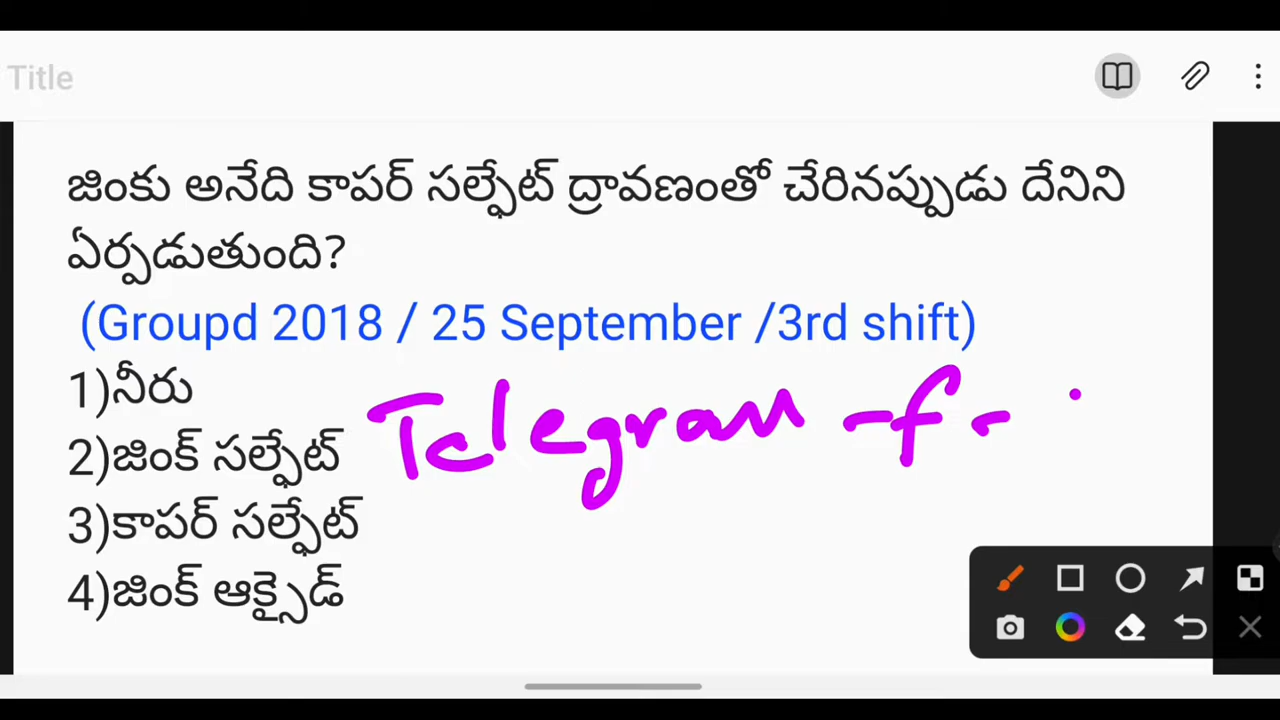 Title
జింకు అనేది కాపర్ సల్ఫేట్ ద్రావణంతో చేరినప్పుడు దేనిని
ఏర్పడుతుంది?
(Groupd 2018 / 25 September /3rd shift)
1)నీరు
2)జింక్ సల్ఫేట్
3)కాపర్ సల్ఫేట్
4)జింక్ ఆక్సైడ్
Telegram -f-